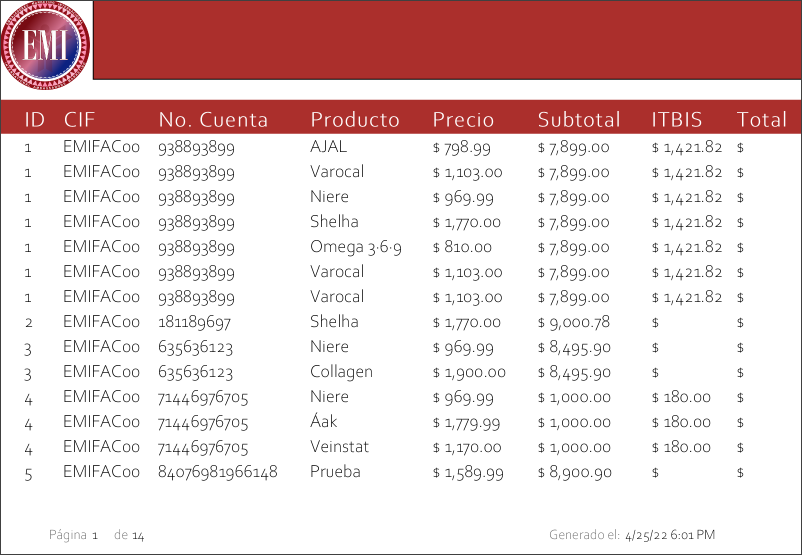 EMI
ID CIF No. Cuenta Producto Precio Subtotal ITBIS Total
1 EMIFAC00 938893899 AJAL $ 798.99 $ 7,899.00 $ 1,421.82 $
1 EMIFAC00 938893899 Varocal $ 1,103.00 $ 7,899.00 $ 1,421.82 $
1 EMIFAC00 938893899 Niere $ 969.99 $ 7,899.00 $ 1,421.82 $
1 EMIFAC00 938893899 Shelha $ 1,770.00 $ 7,899.00 $ 1,421.82 $
1 EMIFAC00 938893899 Omega 3·6·9 $ 810.00 $ 7,899.00 $ 1,421.82 $
1 EMIFAC00 938893899 Varocal $ 1,103.00 $ 7,899.00 $ 1,421.82 $
1 EMIFAC00 938893899 Varocal $ 1,103.00 $ 7,899.00 $ 1,421.82 $
2 EMIFAC00 181189697 Shelha $ 1,770.00 $ 9,000.78 $ $
3 EMIFAC00 635636123 Niere $ 969.99 $ 8,495.90 $ $
3 EMIFAC00 635636123 Collagen $ 1,900.00 $ 8,495.90 $ $
4 EMIFAC00 71446976705 Niere $ 969.99 $ 1,000.00 $ 180.00 $
4 EMIFAC00 71446976705 Áak $ 1,779.99 $ 1,000.00 $ 180.00 $
4 EMIFAC00 71446976705 Veinstat $ 1,170.00 $ 1,000.00 $ 180.00 $
5 EMIFAC00 84076981966148 Prueba $ 1,589.99 $ 8,900.90 $ $
Página 1 de 14 Generado el: 4/25/22 6:01 PM